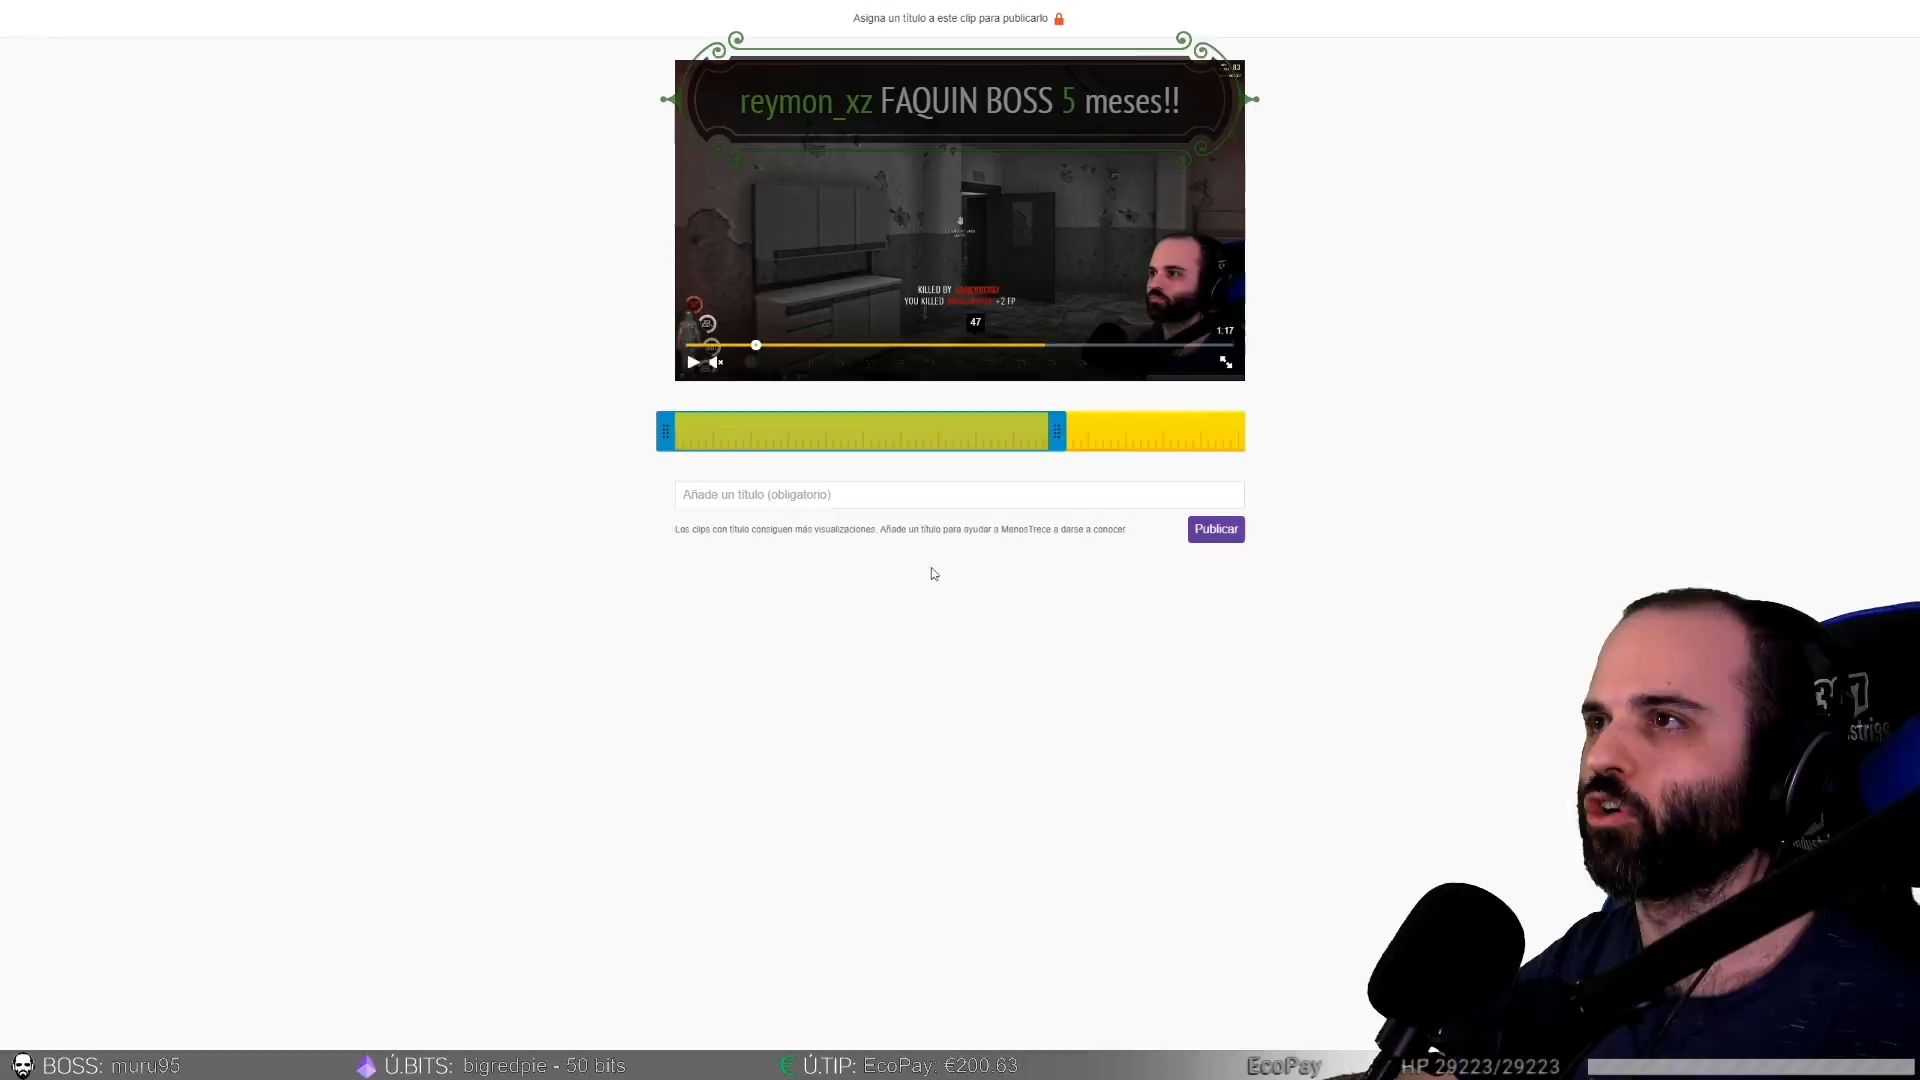 Asigna un título a este clip para publicarlo
reymon_xz FAQUIN BOSS 5 meses!!
83
KILLED BY
YOU KILLED +2 FP
47
1:17
Añade un título (obligatorio)
Los clips con título consiguen más visualizaciones. Añade un título para ayudar a MenosTrece a darse a conocer
Publicar
BOSS: muru95
Ú.BITS: bigredpie - 50 bits
Ú.TIP: EcoPay: €200.63
EcoPay
HP 29223/29223